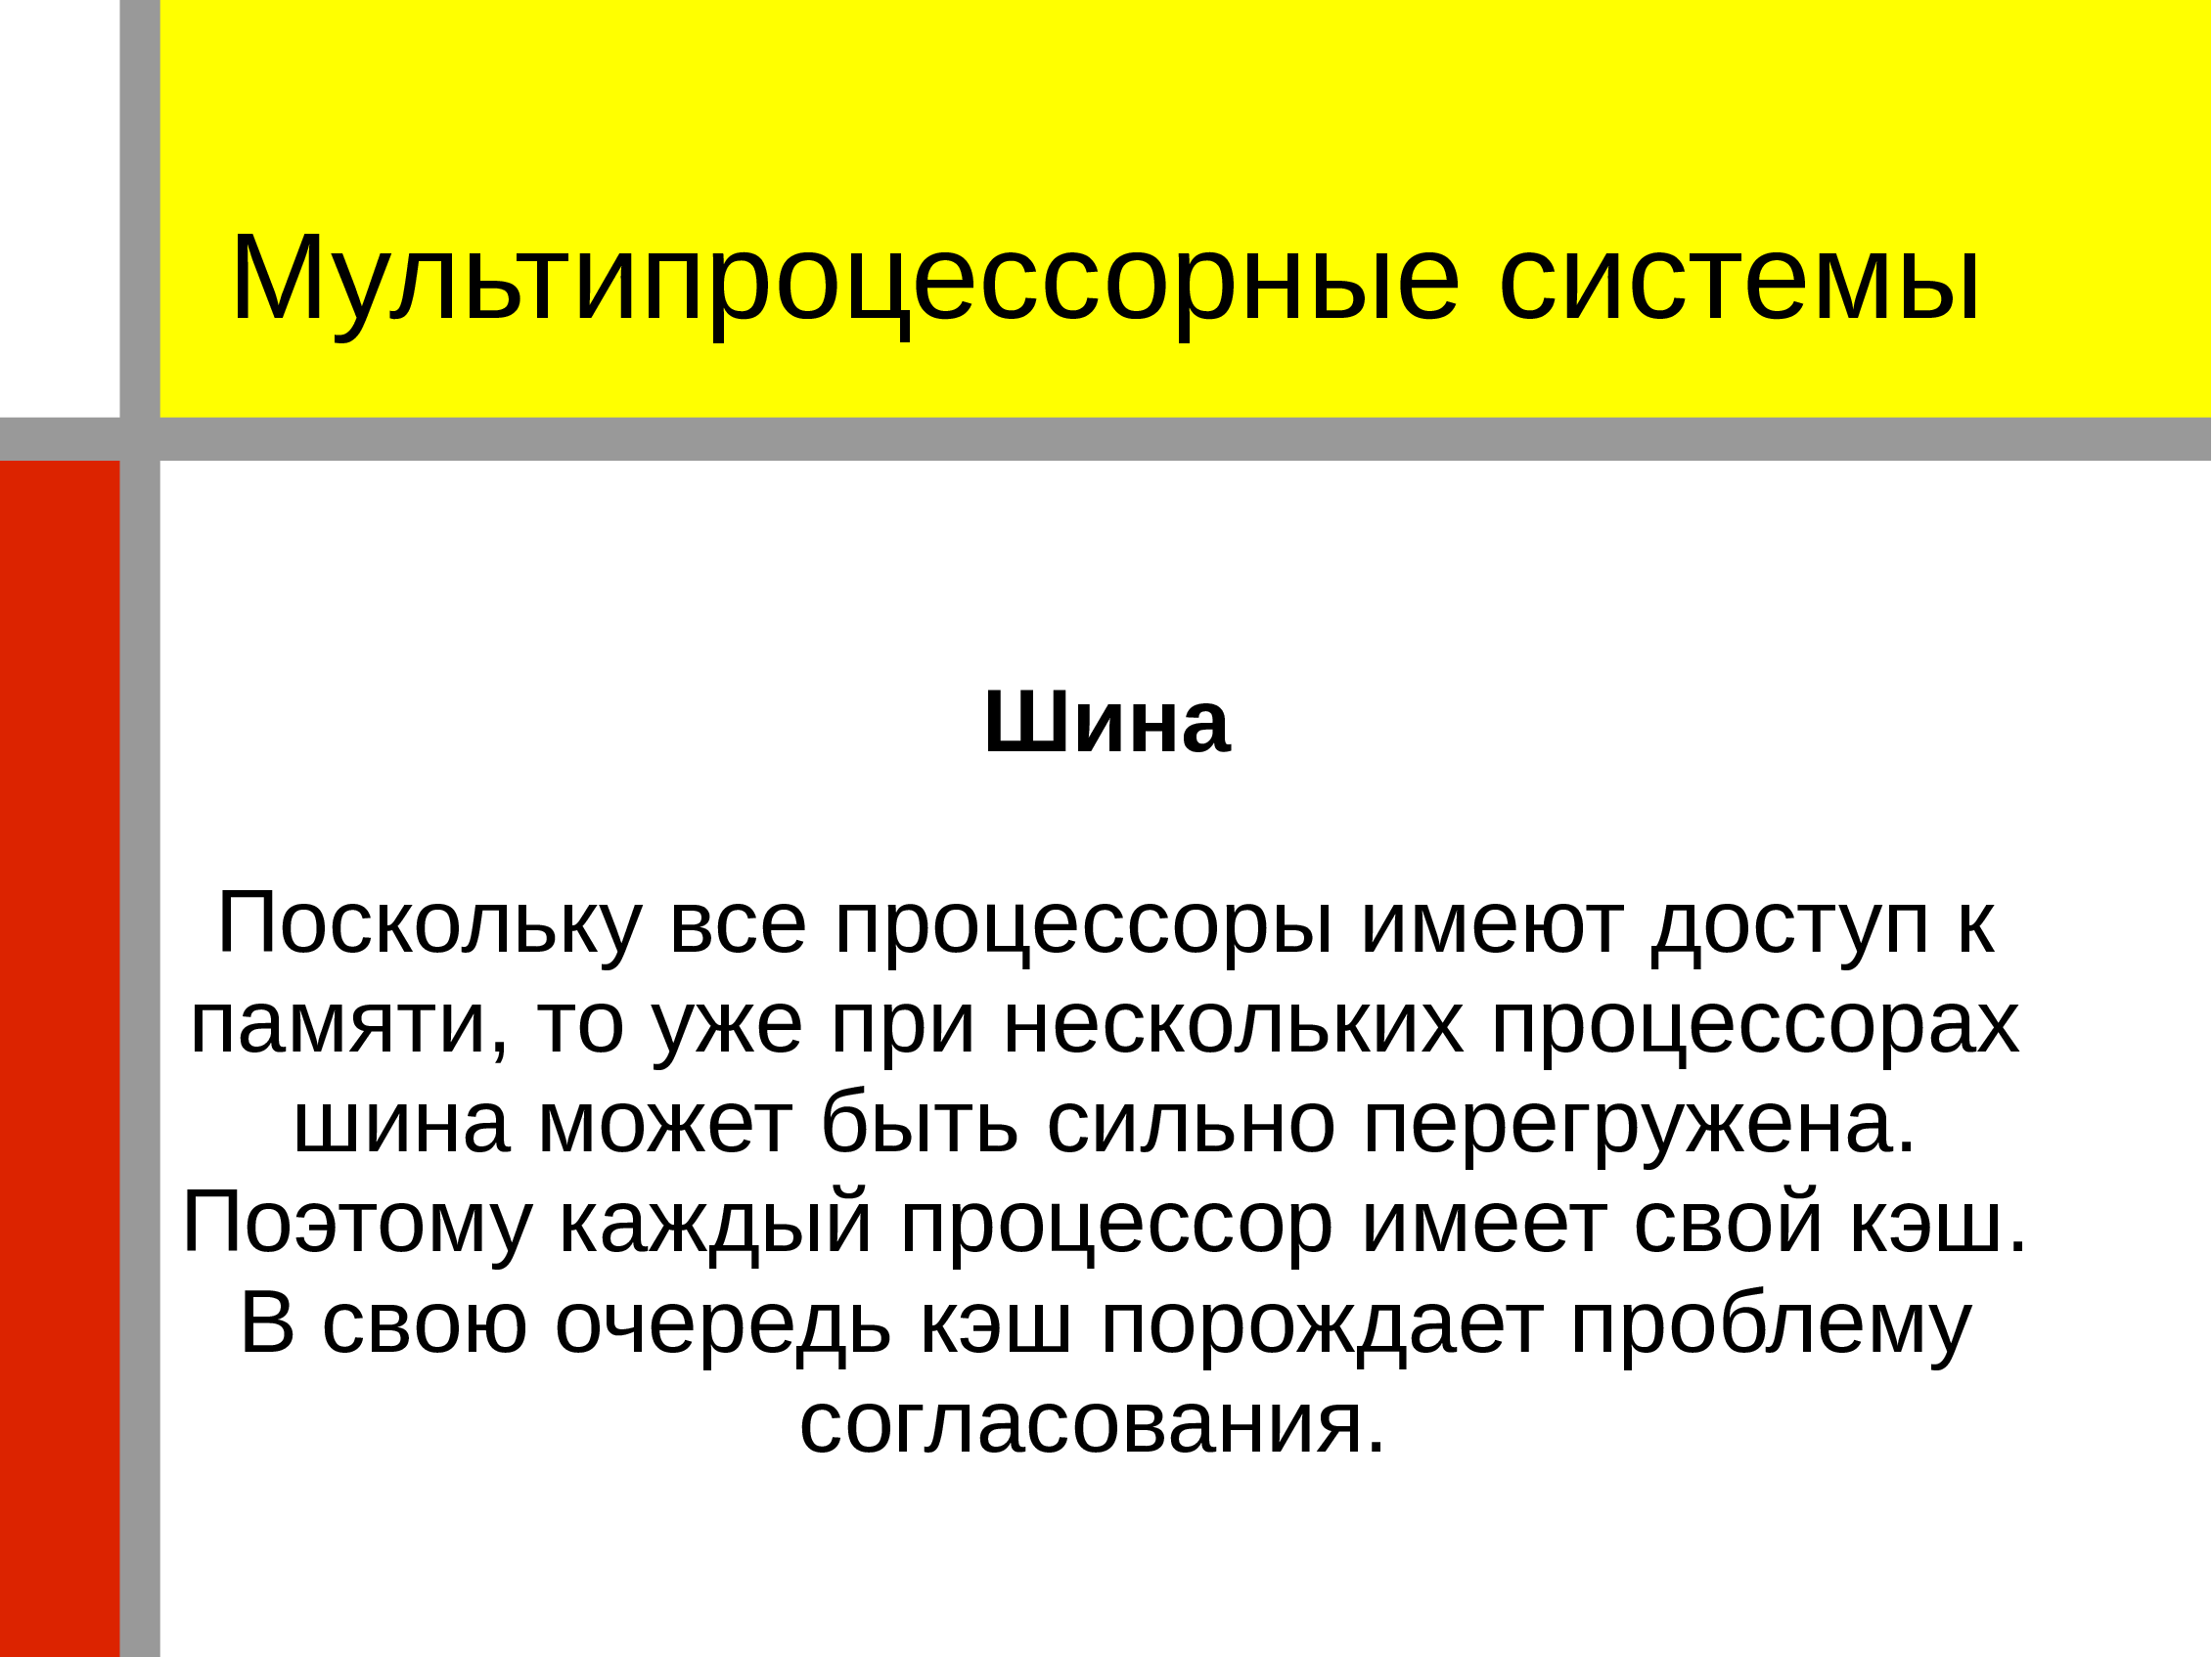 Мультипроцессорные системы
Шина
Поскольку все процессоры имеют доступ к
памяти, то уже при нескольких процессорах
шина может быть сильно перегружена.
Поэтому каждый процессор имеет свой кэш.
В свою очередь кэш порождает проблему
согласования.